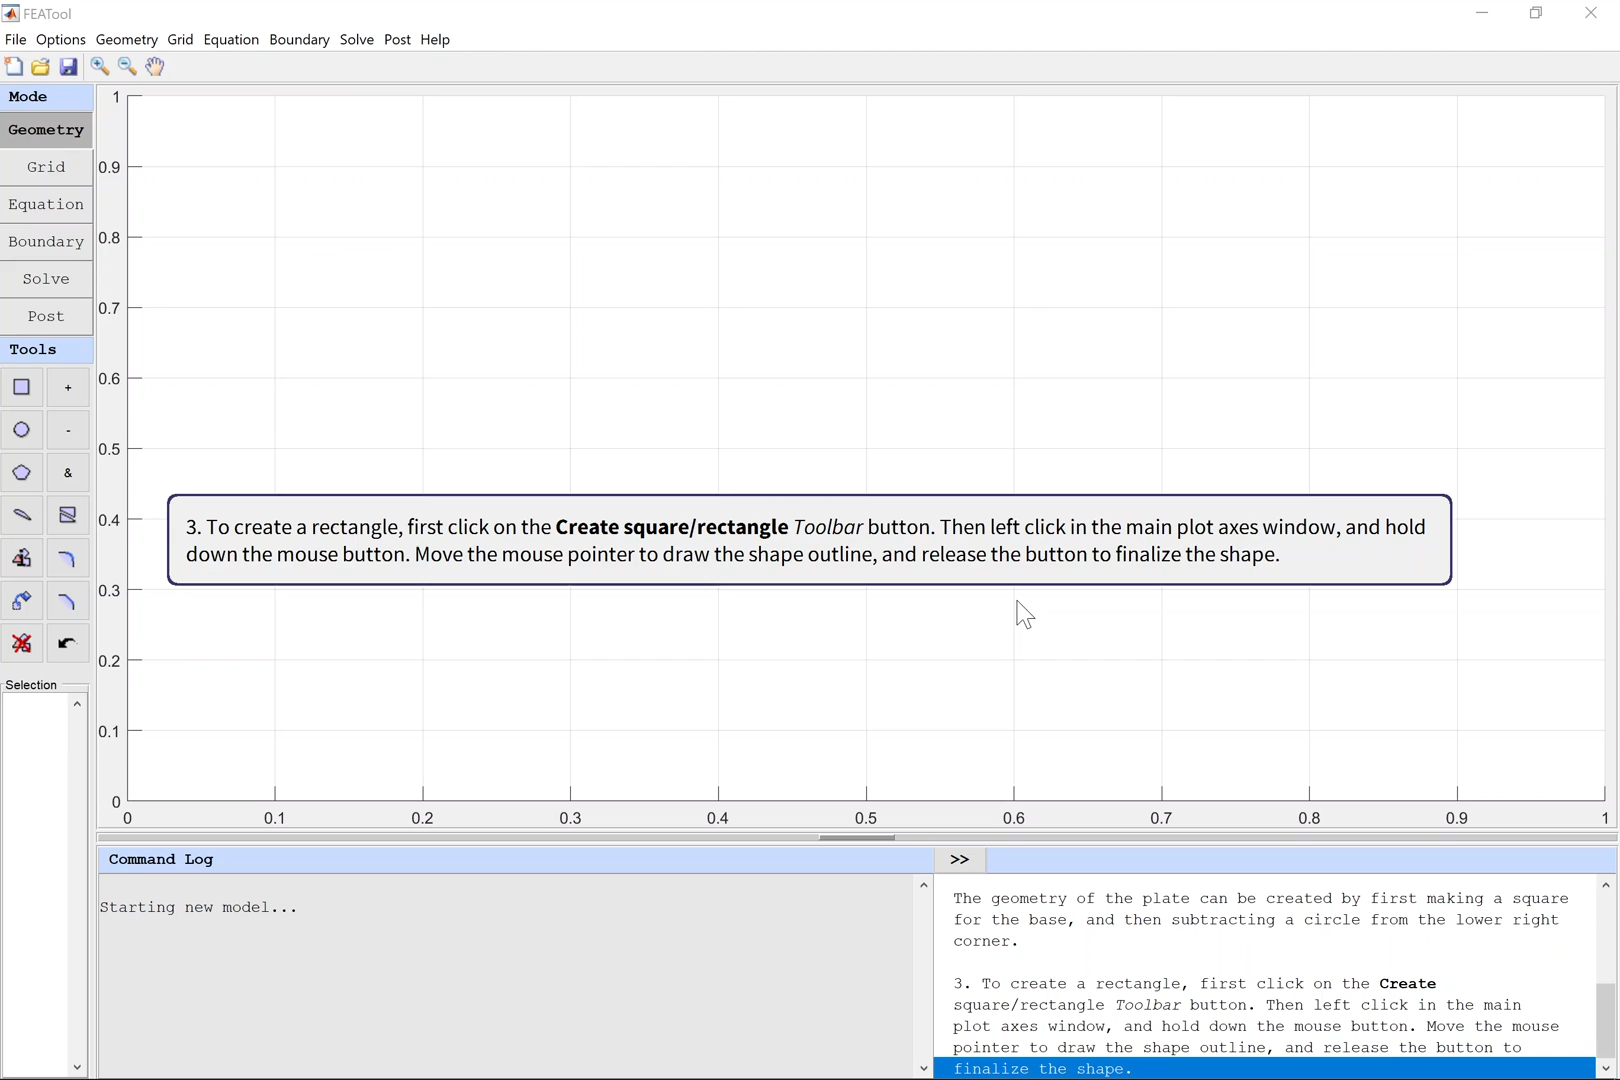 FEATool
File Options Geometry Grid Equation Boundary Solve Post Help
Mode
Geometry
Grid
Equation
Boundary
Solve
Post
Tools
+
-
&
Selection
1
0.9
0.8
0.7
0.6
0.5
0.4
0.3
0.2
0.1
0
0 0.1 0.2 0.3 0.4 0.5 0.6 0.7 0.8 0.9 1
3. To create a rectangle, first click on the Create square/rectangle Toolbar button. Then left click in the main plot axes window, and hold
down the mouse button. Move the mouse pointer to draw the shape outline, and release the button to finalize the shape.
Command Log
Starting new model...
>>
The geometry of the plate can be created by first making a square
for the base, and then subtracting a circle from the lower right
corner.
3. To create a rectangle, first click on the Create
square/rectangle Toolbar button. Then left click in the main
plot axes window, and hold down the mouse button. Move the mouse
pointer to draw the shape outline, and release the button to
finalize the shape.